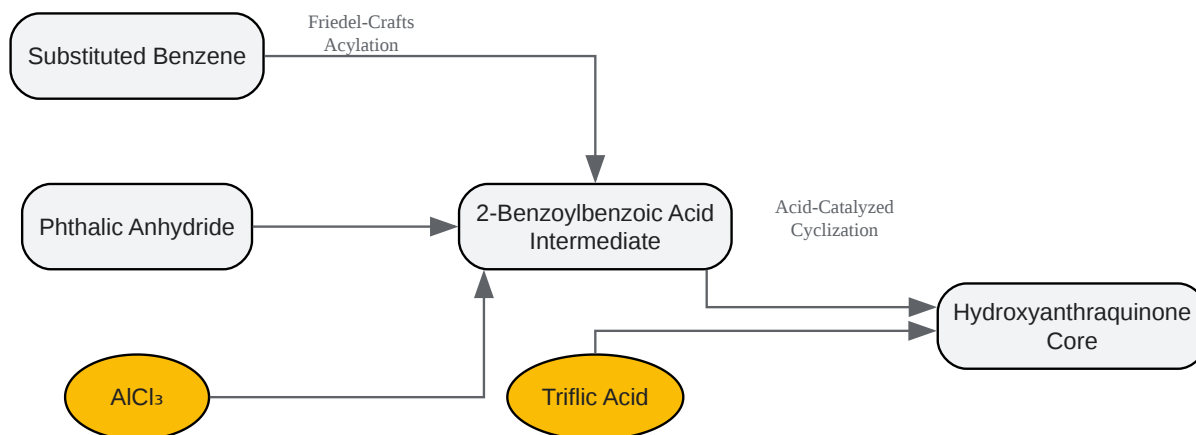 Friedel-Crafts
Acylation
Substituted Benzene
Phthalic Anhydride
2-Benzoylbenzoic Acid
Intermediate
Acid-Catalyzed
Cyclization
Hydroxyanthraquinone
Core
AlCl₃
Triflic Acid